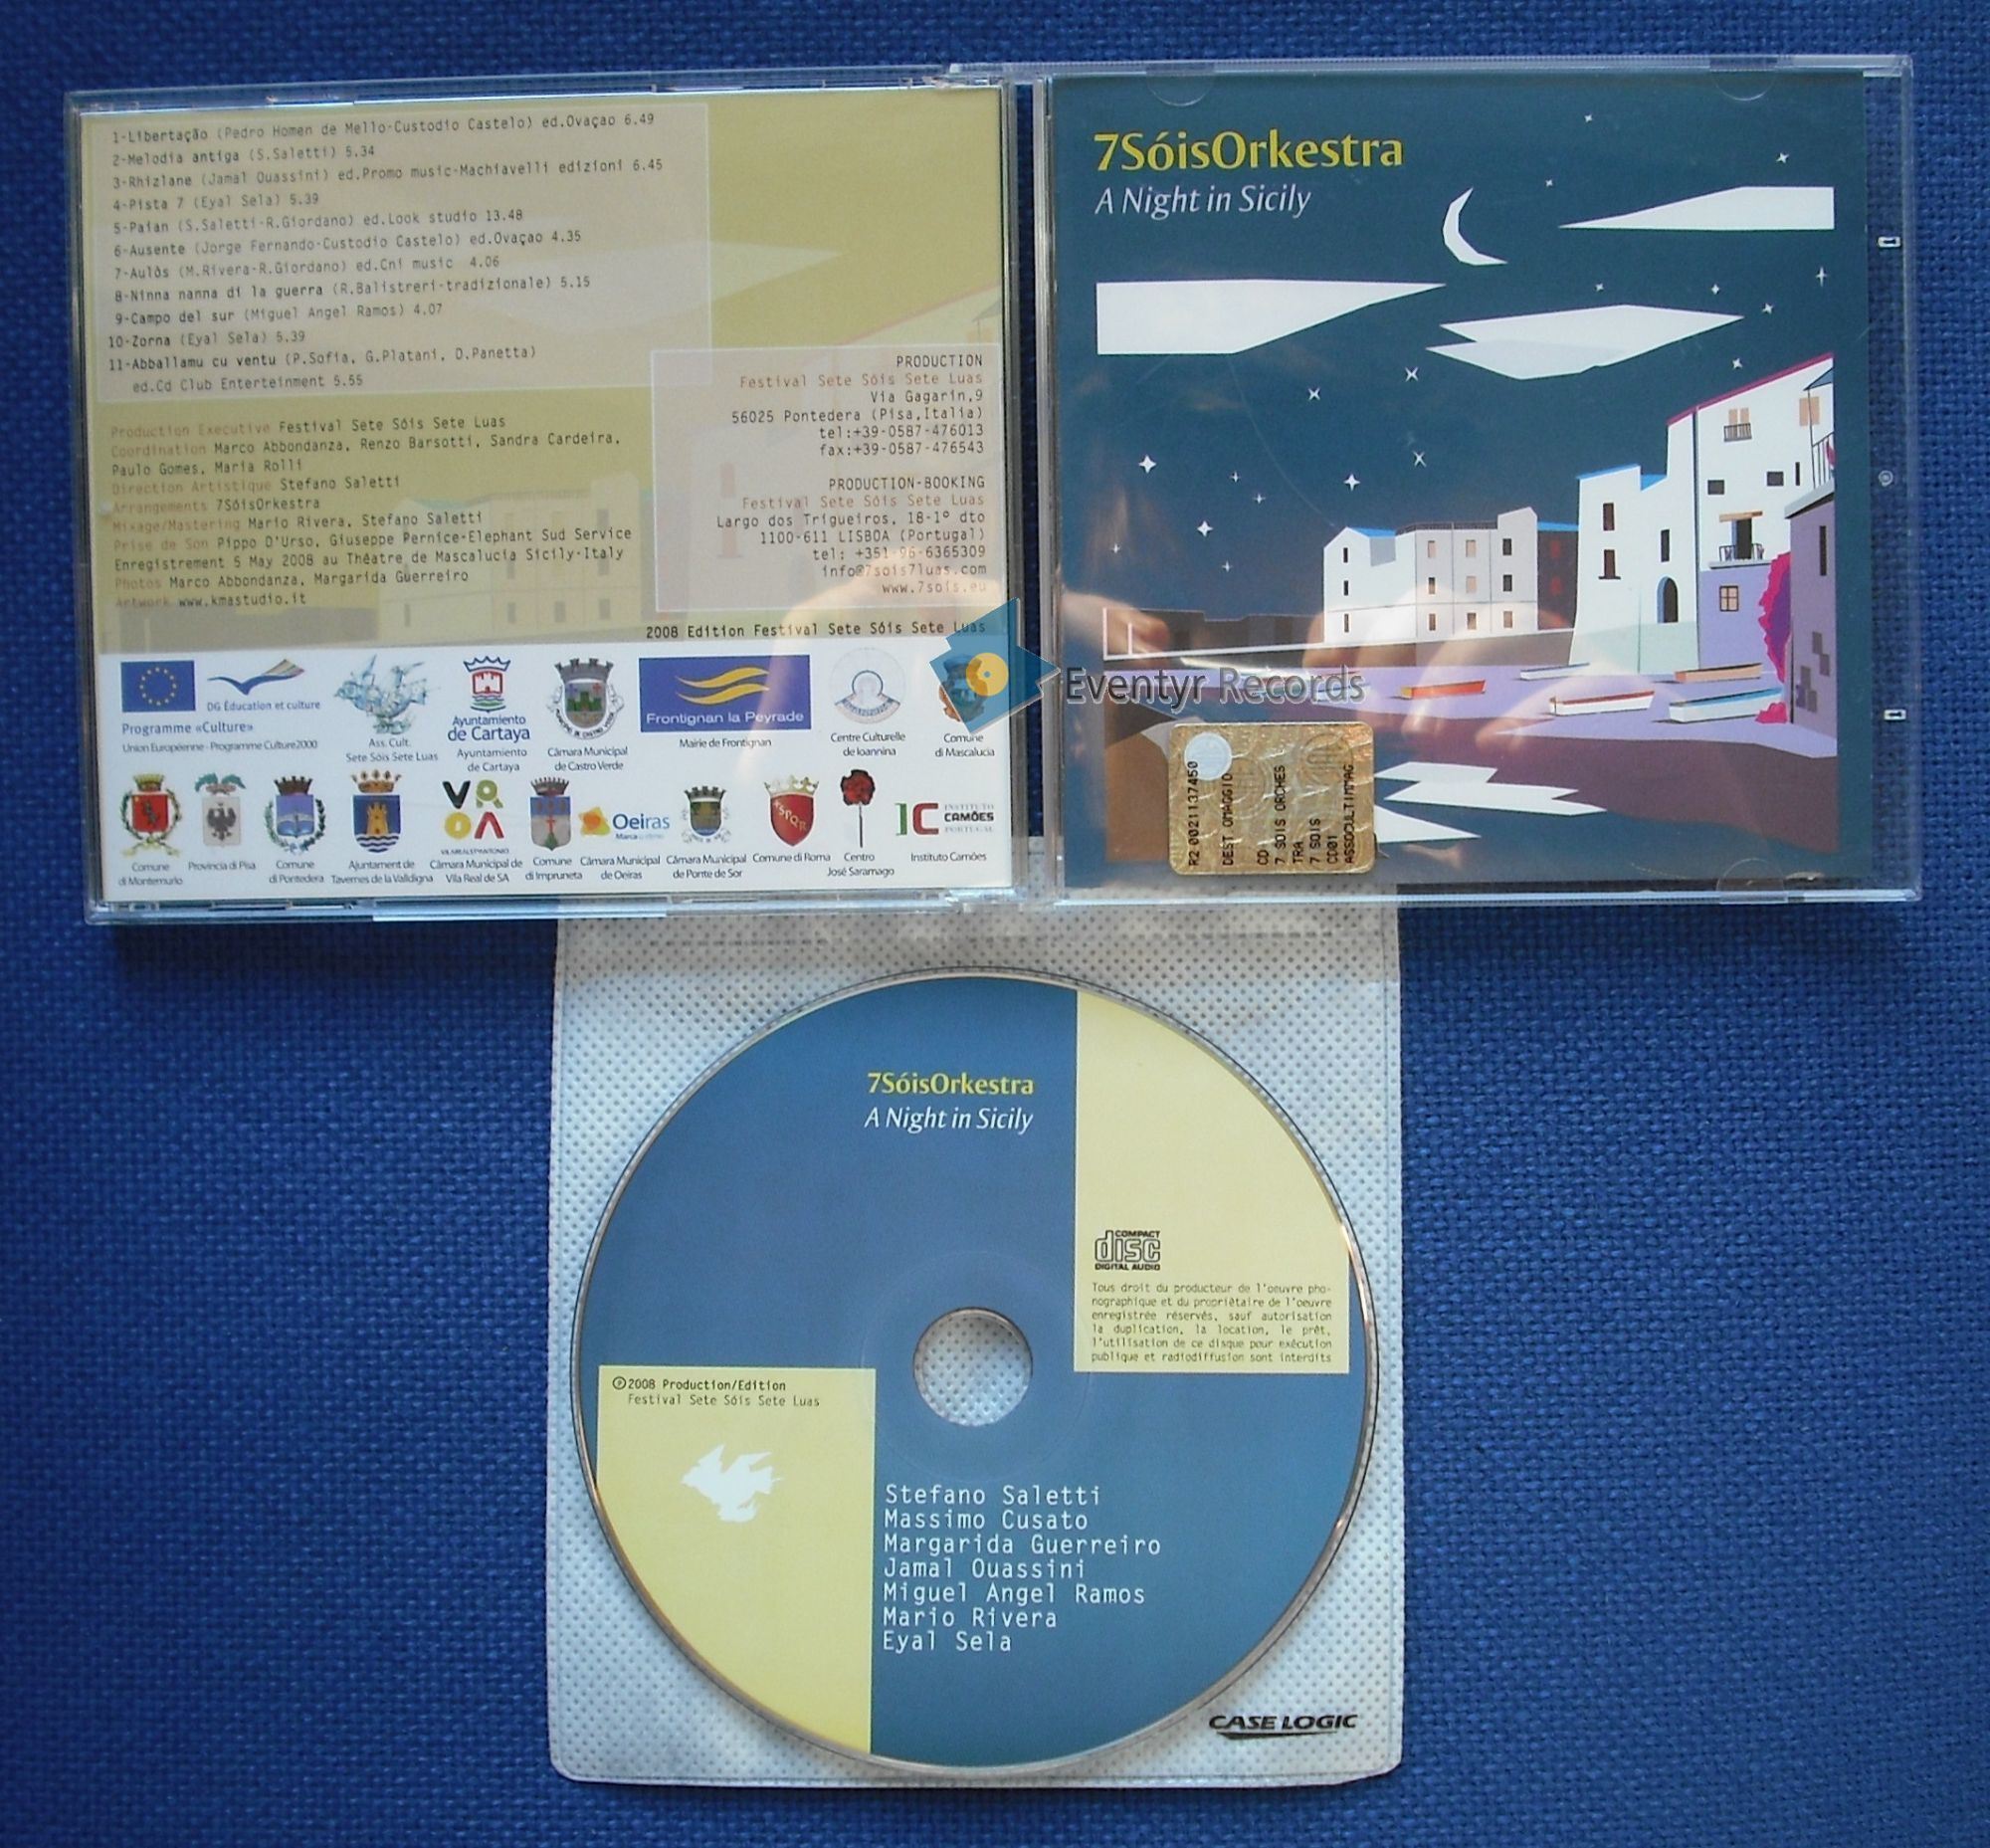 1-Libertação (Pedro Homen de Mello-Custodio Castelo) ed.Ovaçao 6.49
2-Melodia antiga (S.Saletti) 5.34
3-Rhizlane (Jamal Ouassini) ed.Promo music-Machiavelli edizioni 6.45
4-Pista 7 (Eyal Sela) 5.39
5-Paian (S.Saletti-R.Giordano) ed.Look studio 13.48
6-Ausente (Jorge Fernando-Custodio Castelo) ed.Ovaçao 4.35
7-Aulòs (M.Rivera-R.Giordano) ed.Cni music 4.06
8-Ninna nanna di la guerra (R.Balistreri-tradizionale) 5.15
9-Campo del sur (Miguel Angel Ramos) 4.07
10-Zorna (Eyal Sela) 5.39
11-Abballamu cu ventu (P.Sofia, G.Platani, D.Panetta)
ed.Cd Club Enterteinment 5.55
Production Executive Festival Sete Sóis Sete Luas
Coordination Marco Abbondanza, Renzo Barsotti, Sandra Cardeira,
Paulo Gomes, Maria Rolli
Direction Artistique Stefano Saletti
Arrangements 7SóisOrkestra
Mixage/Mastering Mario Rivera, Stefano Saletti
Prise de Son Pippo D'Urso, Giuseppe Pernice-Elephant Sud Service
Enregistrement 5 May 2008 au Théatre de Mascalucia Sicily-Italy
Photos Marco Abbondanza, Margarida Guerreiro
Artwork www.kmastudio.it
PRODUCTION
Festival Sete Sóis Sete Luas
Via Gagarin,9
56025 Pontedera (Pisa,Italia)
tel:+39-0587-476013
fax:+39-0587-476543
PRODUCTION-BOOKING
Festival Sete Sóis Sete Luas
Largo dos Trigueiros, 18-1º dto
1100-611 LISBOA (Portugal)
tel: +351-96-6365309
info@7sois7luas.com
www.7sois.eu
2008 Edition Festival Sete Sóis Sete Luas
DG Éducation et culture
Programme «Culture»
Union Européenne - Programme Culture2000
Ass. Cult.
Sete Sóis Sete Luas
Ayuntamiento
de Cartaya
Ayuntamiento
de Cartaya
Câmara Municipal
de Castro Verde
Frontignan la Peyrade
Mairie de Frontignan
Centre Culturelle
de Ioannina
Comune
di Mascalucia
Comune
di Montemurlo
Provincia di Pisa
Comune
di Pontedera
Ajuntament de
Tavernes de la Valldigna
VROA
Câmara Municipal de
Vila Real de SA
Comune
di Impruneta
Oeiras
Câmara Municipal
de Oeiras
Câmara Municipal
de Ponte de Sor
SPQR
Comune di Roma
Centro
José Saramago
IC INSTITUTO
CAMÕES
PORTUGAL
Instituto Camões
7SóisOrkestra
A Night in Sicily
Eventyr Records
R2 0021137450
DEST OMAGGIO
CD
7 SOIS ORCHES
TRA
7 SOIS
CD01
ASSOCULTIMMAG
7SóisOrkestra
A Night in Sicily
COMPACT
disc
DIGITAL AUDIO
Tous droit du producteur de l'oeuvre pho-
nographique et du propriètaire de l'oeuvre
enregistrée réservés, sauf autorisation
la duplication, la location, le prêt,
l'utilisation de ce disque pour exécution
publique et radiodiffusion sont interdits
℗2008 Production/Edition
Festival Sete Sóis Sete Luas
Stefano Saletti
Massimo Cusato
Margarida Guerreiro
Jamal Ouassini
Miguel Angel Ramos
Mario Rivera
Eyal Sela
CASE LOGIC